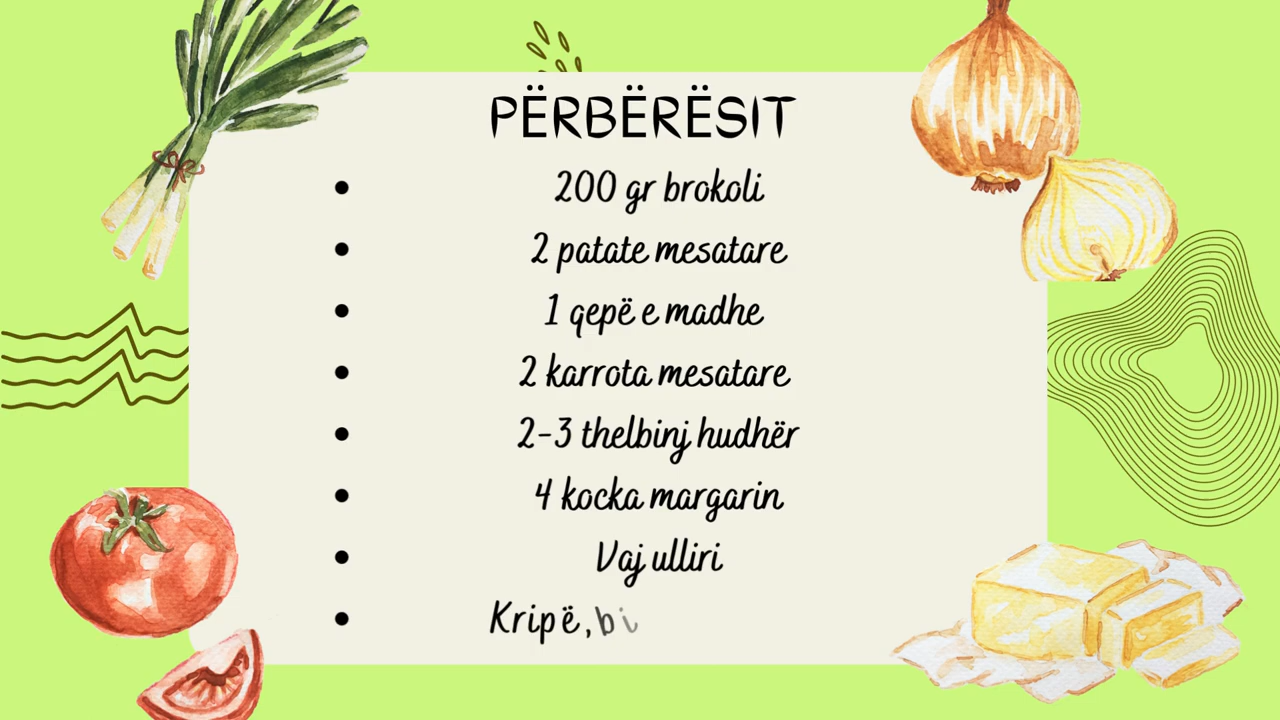 PËRBËRËSIT
200 gr brokoli
2 patate mesatare
1 qepë e madhe
2 karrota mesatare
2-3 thelbinj hudhër
4 kocka margarin
Vaj ulliri
Kripë, bi